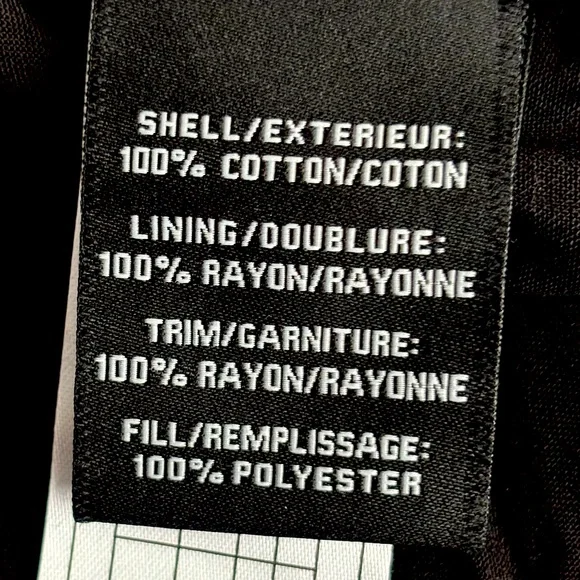 SHELL/EXTERIEUR:
100% COTTON/COTON
LINING/DOUBLURE:
100% RAYON/RAYONNE
TRIM/GARNITURE:
100% RAYON/RAYONNE
FILL/REMPLISSAGE:
100% POLYESTER